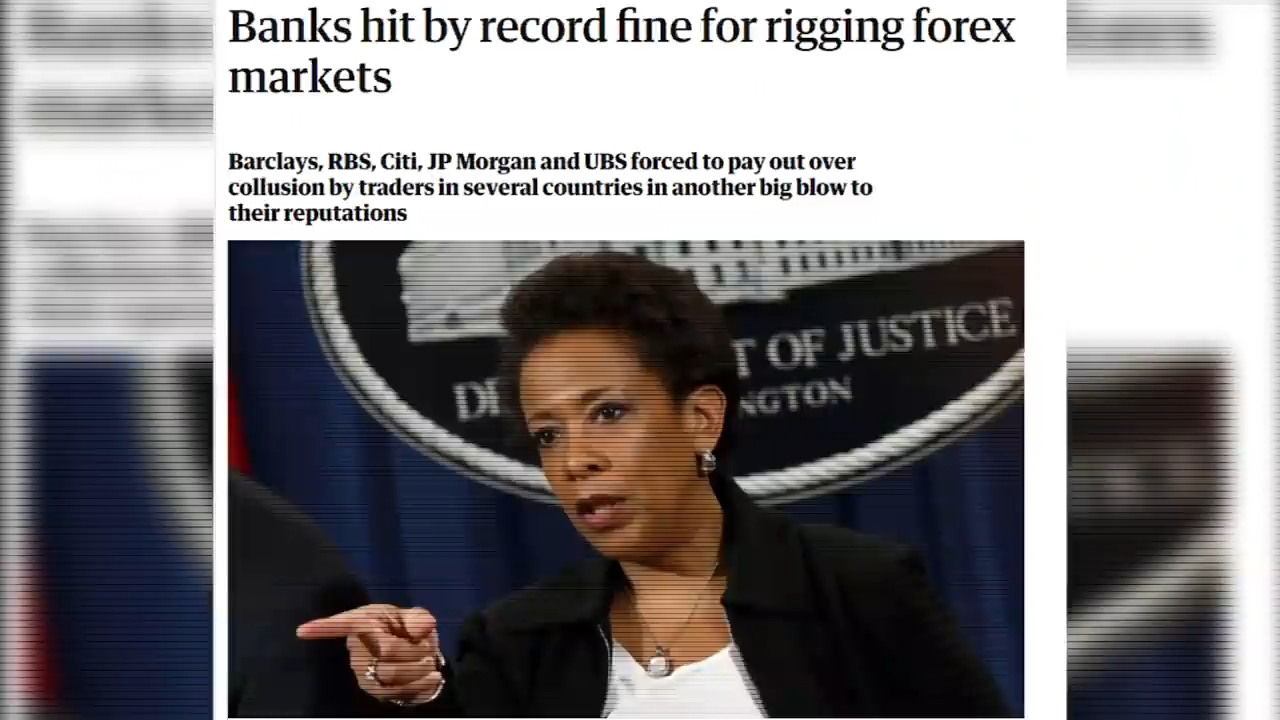 Banks hit by record fine for rigging forex
markets
Barclays, RBS, Citi, JP Morgan and UBS forced to pay out over
collusion by traders in several countries in another big blow to
their reputations
T OF JUSTICE
NGTON